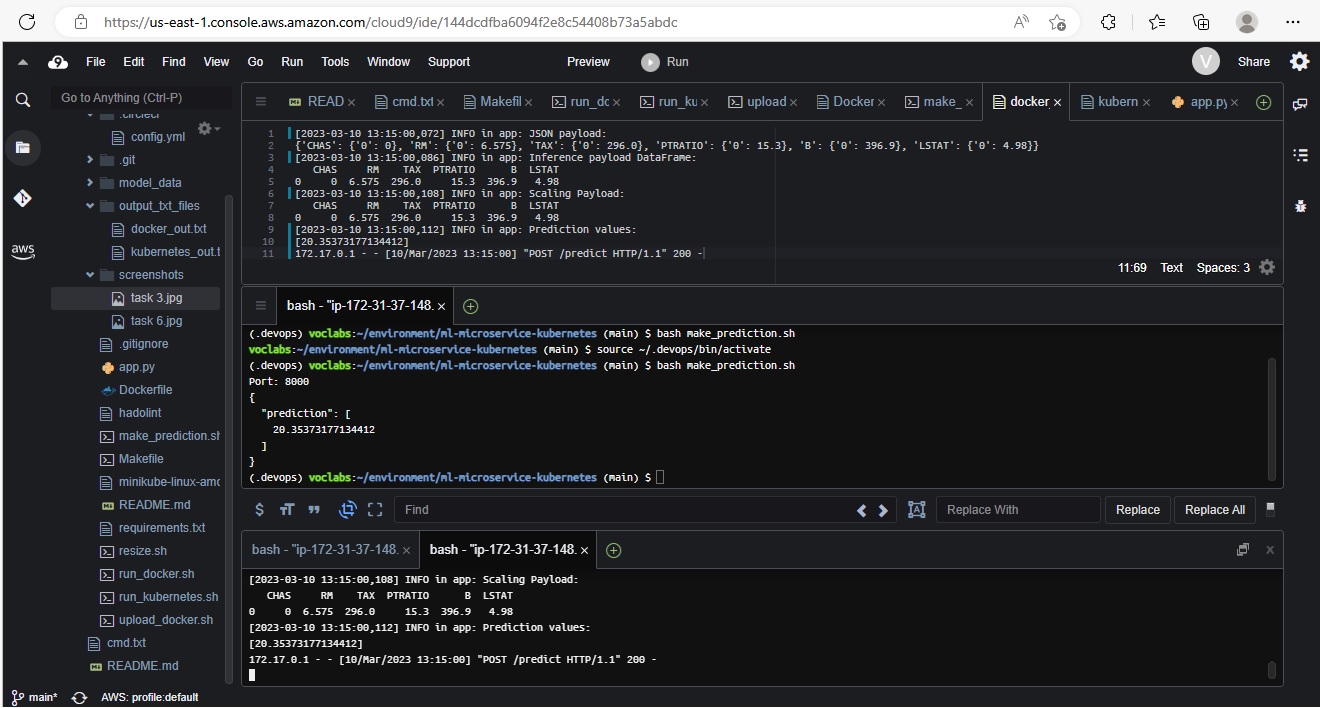 https://us-east-1.console.aws.amazon.com/cloud9/ide/144dcdfba6094f2e8c54408b73a5abdc
9 File Edit Find View Go Run Tools Window Support Preview Run V Share
Go to Anything (Ctrl-P)
READ cmd.txt Makefil run_dc run_ku upload Docker make_ docker kubern app.py
.circleci
config.yml
.git
model_data
output_txt_files
docker_out.txt
kubernetes_out.t
screenshots
task 3.jpg
task 6.jpg
.gitignore
app.py
Dockerfile
hadolint
make_prediction.sh
Makefile
minikube-linux-amd
README.md
requirements.txt
resize.sh
run_docker.sh
run_kubernetes.sh
upload_docker.sh
cmd.txt
README.md
aws
1 [2023-03-10 13:15:00,072] INFO in app: JSON payload:
2 {'CHAS': {'0': 0}, 'RM': {'0': 6.575}, 'TAX': {'0': 296.0}, 'PTRATIO': {'0': 15.3}, 'B': {'0': 396.9}, 'LSTAT': {'0': 4.98}}
3 [2023-03-10 13:15:00,086] INFO in app: Inference payload DataFrame:
4 CHAS RM TAX PTRATIO B LSTAT
5 0 0 6.575 296.0 15.3 396.9 4.98
6 [2023-03-10 13:15:00,108] INFO in app: Scaling Payload:
7 CHAS RM TAX PTRATIO B LSTAT
8 0 0 6.575 296.0 15.3 396.9 4.98
9 [2023-03-10 13:15:00,112] INFO in app: Prediction values:
10 [20.35373177134412]
11 172.17.0.1 - - [10/Mar/2023 13:15:00] "POST /predict HTTP/1.1" 200 -
11:69 Text Spaces: 3
bash - "ip-172-31-37-148.
(.devops) voclabs:~/environment/ml-microservice-kubernetes (main) $ bash make_prediction.sh
voclabs:~/environment/ml-microservice-kubernetes (main) $ source ~/.devops/bin/activate
(.devops) voclabs:~/environment/ml-microservice-kubernetes (main) $ bash make_prediction.sh
Port: 8000
{
"prediction": [
20.35373177134412
]
}
(.devops) voclabs:~/environment/ml-microservice-kubernetes (main) $
Find Replace With Replace Replace All
bash - "ip-172-31-37-148. bash - "ip-172-31-37-148.
[2023-03-10 13:15:00,108] INFO in app: Scaling Payload:
CHAS RM TAX PTRATIO B LSTAT
0 0 6.575 296.0 15.3 396.9 4.98
[2023-03-10 13:15:00,112] INFO in app: Prediction values:
[20.35373177134412]
172.17.0.1 - - [10/Mar/2023 13:15:00] "POST /predict HTTP/1.1" 200 -
main* AWS: profile:default